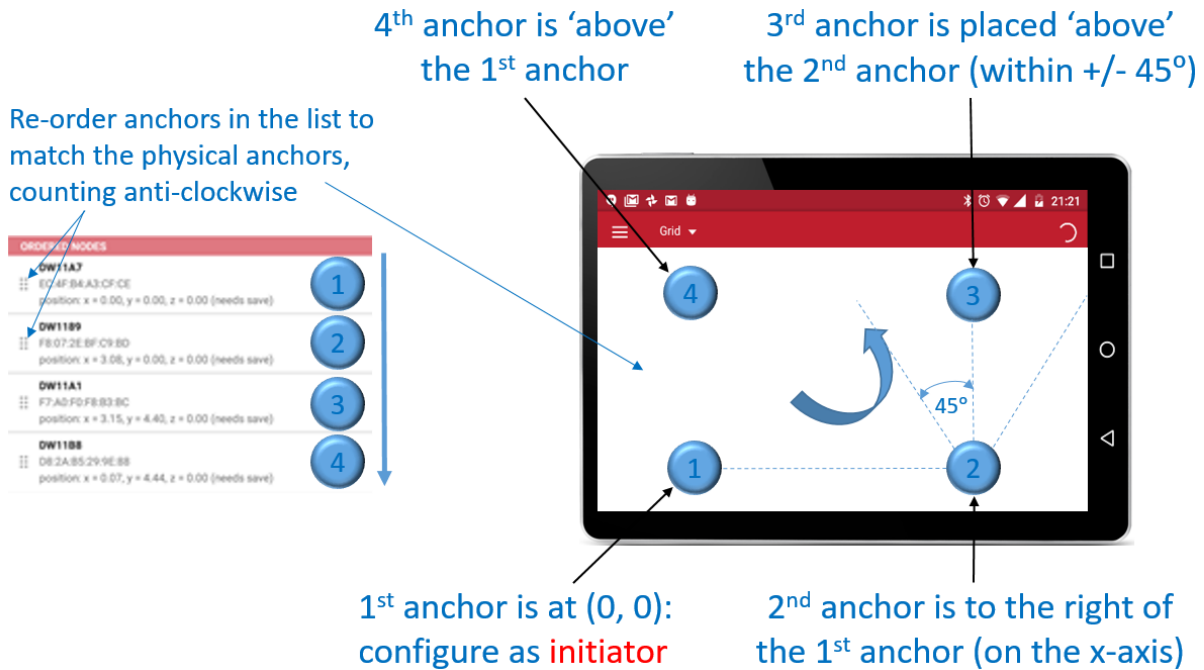 4th anchor is ‘above’
the 1st anchor
3rd anchor is placed ‘above’
the 2nd anchor (within +/- 45º)
Re-order anchors in the list to
match the physical anchors,
counting anti-clockwise
ORDERED NODES
DW11A7
EC:4F:B4:A3:CF:CE
position: x = 0.00, y = 0.00, z = 0.00 (needs save)
1
DW1189
F8:07:2E:BF:C9:BD
position: x = 3.08, y = 0.00, z = 0.00 (needs save)
2
DW11A1
F7:A0:F0:F8:B3:BC
position: x = 3.15, y = 4.40, z = 0.00 (needs save)
3
DW11B8
D8:2A:B5:29:9E:88
position: x = 0.07, y = 4.44, z = 0.00 (needs save)
4
21:21
Grid
4
3
45º
1
2
1st anchor is at (0, 0):
configure as initiator
2nd anchor is to the right of
the 1st anchor (on the x-axis)